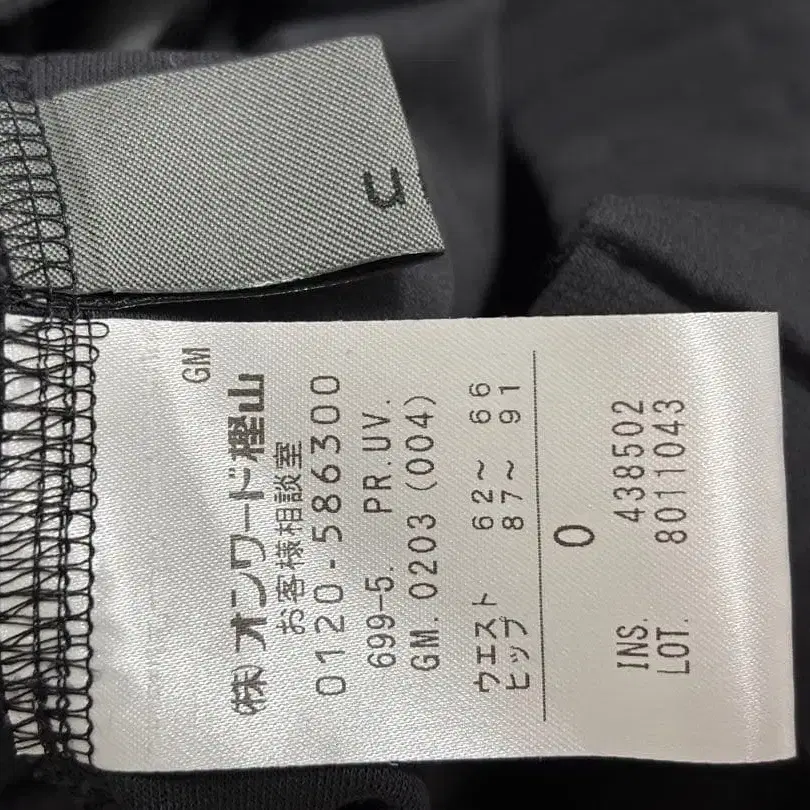 GM
(株)オンワード樫山
お客様相談室
0120-586300
699-5. PR.UV.
GM.0203(004)
ウエスト 62〜 66
ヒップ 87〜 91
0
INS. 438502
LOT. 8011043